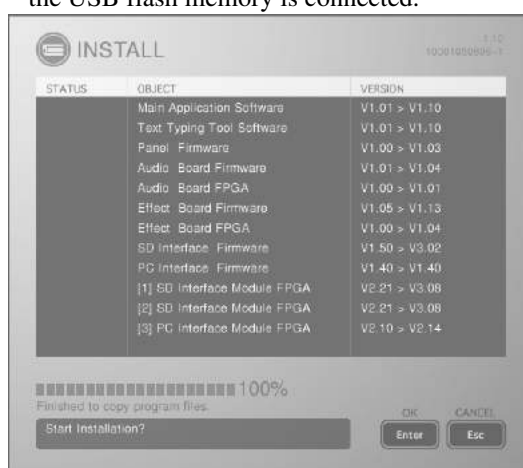 the USB flash memory is connected.
INSTALL
1.10
STATUS OBJECT VERSION
Main Application Software V1.01 > V1.10
Text Typing Tool Software V1.01 > V1.10
Panel Firmware V1.00 > V1.03
Audio Board Firmware V1.01 > V1.04
Audio Board FPGA V1.00 > V1.01
Effect Board Firmware V1.05 > V1.13
Effect Board FPGA V1.00 > V1.04
SD Interface Firmware V1.50 > V3.02
PC Interface Firmware V1.40 > V1.40
[1] SD Interface Module FPGA V2.21 > V3.08
[2] SD Interface Module FPGA V2.21 > V3.08
[3] PC Interface Module FPGA V2.10 > V2.14
100%
Finished to copy program files.
OK CANCEL
Start Installation? Enter Esc